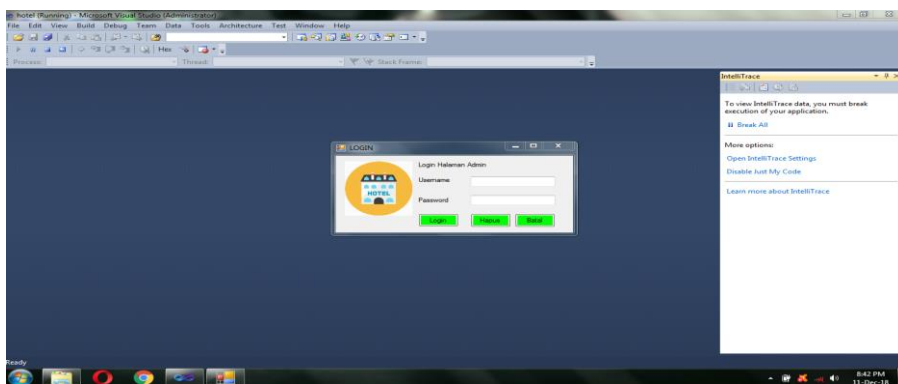 hotel (Running) - Microsoft Visual Studio (Administrator)
File Edit View Build Debug Team Data Tools Architecture Test Window Help
Hex
Process: Thread: Stack Frame:
IntelliTrace
To view IntelliTrace data, you must break
execution of your application.
Break All
More options:
Open IntelliTrace Settings
Disable Just My Code
Learn more about IntelliTrace
LOGIN
Login Halaman Admin
HOTEL
Username
Password
Login Hapus Batal
Ready
8:42 PM
11-Dec-18